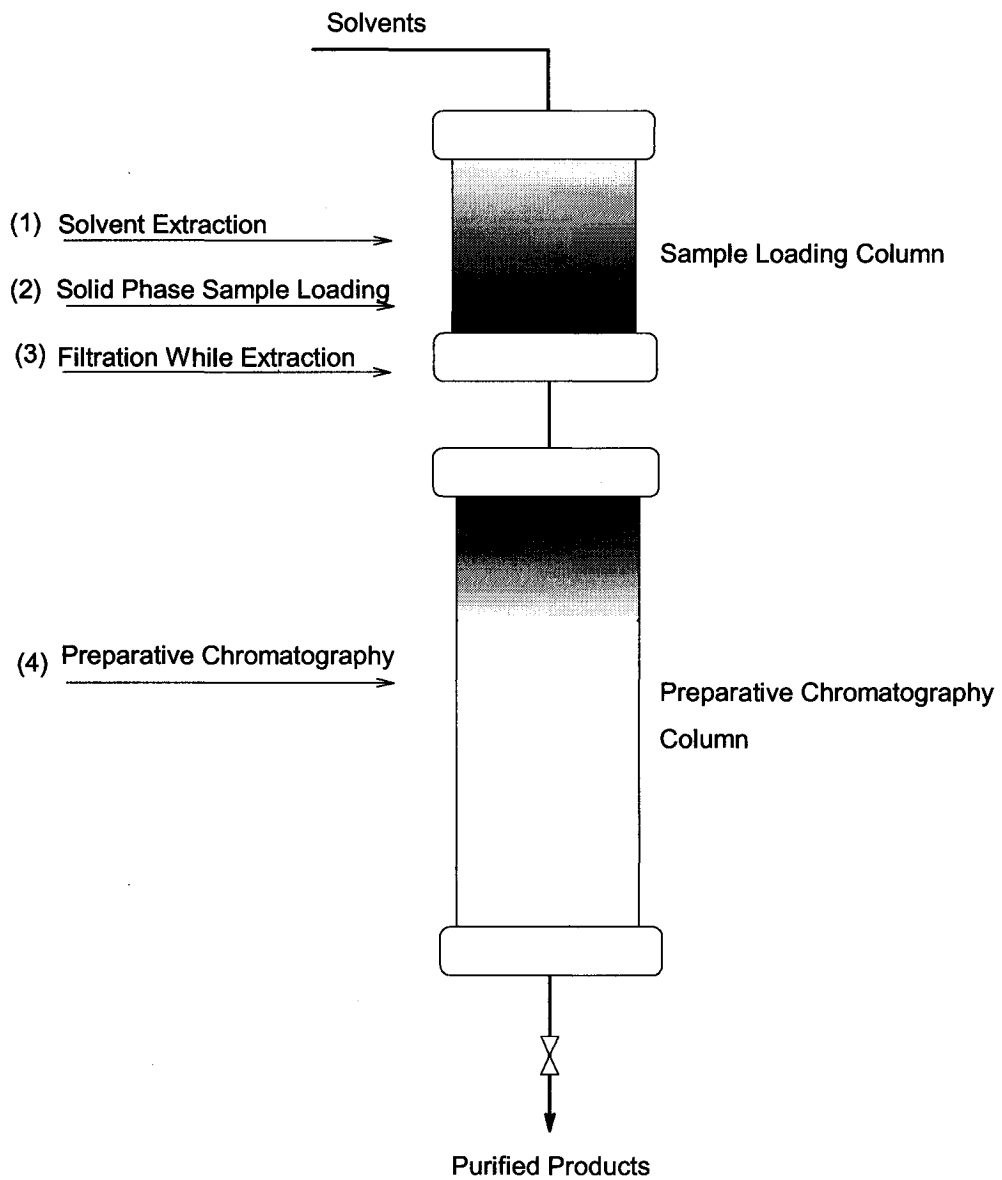 Solvents
(1) Solvent Extraction
Sample Loading Column
(2) Solid Phase Sample Loading
(3) Filtration While Extraction
(4) Preparative Chromatography
Preparative Chromatography
Column
Purified Products